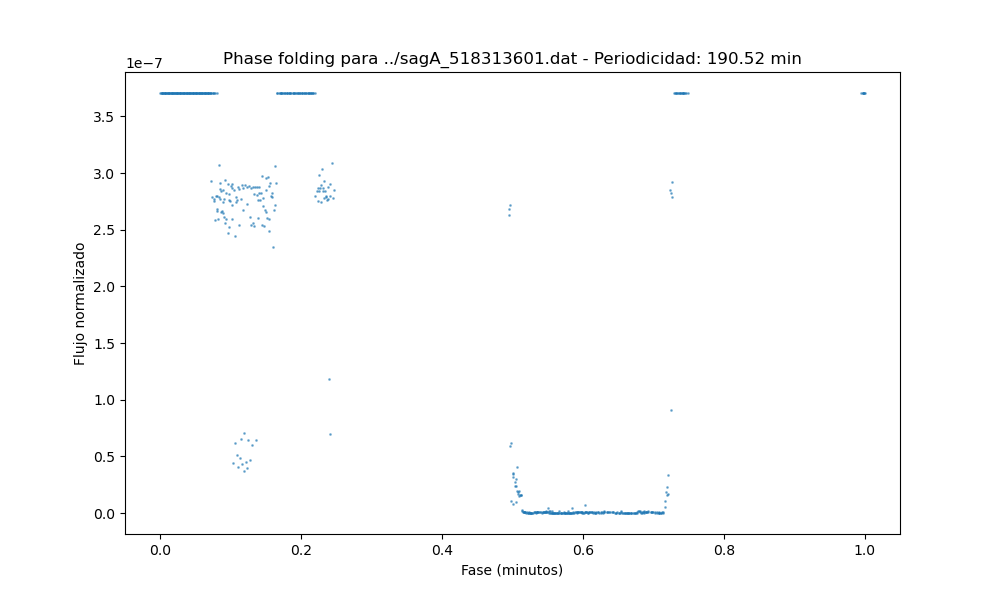 Phase folding para ../sagA_518313601.dat - Periodicidad: 190.52 min
1e−7
3.5
3.0
2.5
2.0
1.5
1.0
0.5
0.0
Flujo normalizado
0.0 0.2 0.4 0.6 0.8 1.0
Fase (minutos)